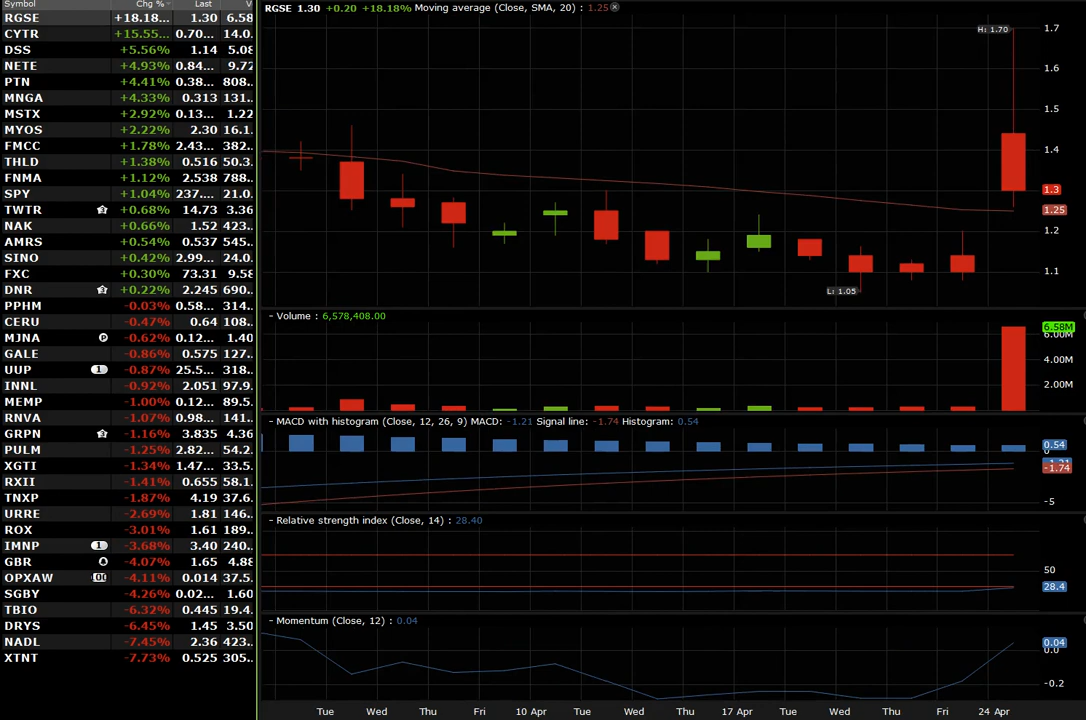 Symbol Chg % Last V
RGSE +18.18... 1.30 6.58
CYTR +15.55... 0.70... 14.0.
DSS +5.56% 1.14 5.08
NETE +4.93% 0.84... 9.72
PTN +4.41% 0.38... 808..
MNGA +4.33% 0.313 131..
MSTX +2.92% 0.13... 1.22
MYOS +2.22% 2.30 16.1.
FMCC +1.78% 2.43... 382..
THLD +1.38% 0.516 50.3.
FNMA +1.12% 2.538 788..
SPY +1.04% 237.... 21.0.
TWTR +0.68% 14.73 3.36
NAK +0.66% 1.52 423..
AMRS +0.54% 0.537 545..
SINO +0.42% 2.99... 24.0.
FXC +0.30% 73.31 9.58
DNR +0.22% 2.245 690..
PPHM -0.03% 0.58... 314..
CERU -0.47% 0.64 108..
MJNA P -0.62% 0.12... 1.40
GALE -0.86% 0.575 127..
UUP 1 -0.87% 25.5... 318..
INNL -0.92% 2.051 97.9.
MEMP -1.00% 0.12... 89.5.
RNVA -1.07% 0.98... 141..
GRPN -1.16% 3.835 4.36
PULM -1.25% 2.82... 54.2.
XGTI -1.34% 1.47... 33.5.
RXII -1.41% 0.655 58.1.
TNXP -1.87% 4.19 37.6.
URRE -2.69% 1.81 146..
ROX -3.01% 1.61 189..
IMNP 1 -3.68% 3.40 240..
GBR -4.07% 1.65 4.88
OPXAW -4.11% 0.014 37.5.
SGBY -4.26% 0.02... 1.60
TBIO -6.32% 0.445 19.4.
DRYS -6.45% 1.45 3.50
NADL -7.45% 2.36 423..
XTNT -7.73% 0.525 305..
RGSE 1.30 +0.20 +18.18% Moving average (Close, SMA, 20) : 1.25
H: 1.70
1.7
1.6
1.5
1.4
1.3
1.25
1.2
1.1
L: 1.05
- Volume : 6,578,408.00
6.58M
6.00M
4.00M
2.00M
- MACD with histogram (Close, 12, 26, 9) MACD: -1.21 Signal line: -1.74 Histogram: 0.54
0.54
0
-1.21
-1.74
-5
- Relative strength index (Close, 14) : 28.40
50
28.4
- Momentum (Close, 12) : 0.04
0.04
0.0
-0.2
Tue Wed Thu Fri 10 Apr Tue Wed Thu 17 Apr Tue Wed Thu Fri 24 Apr